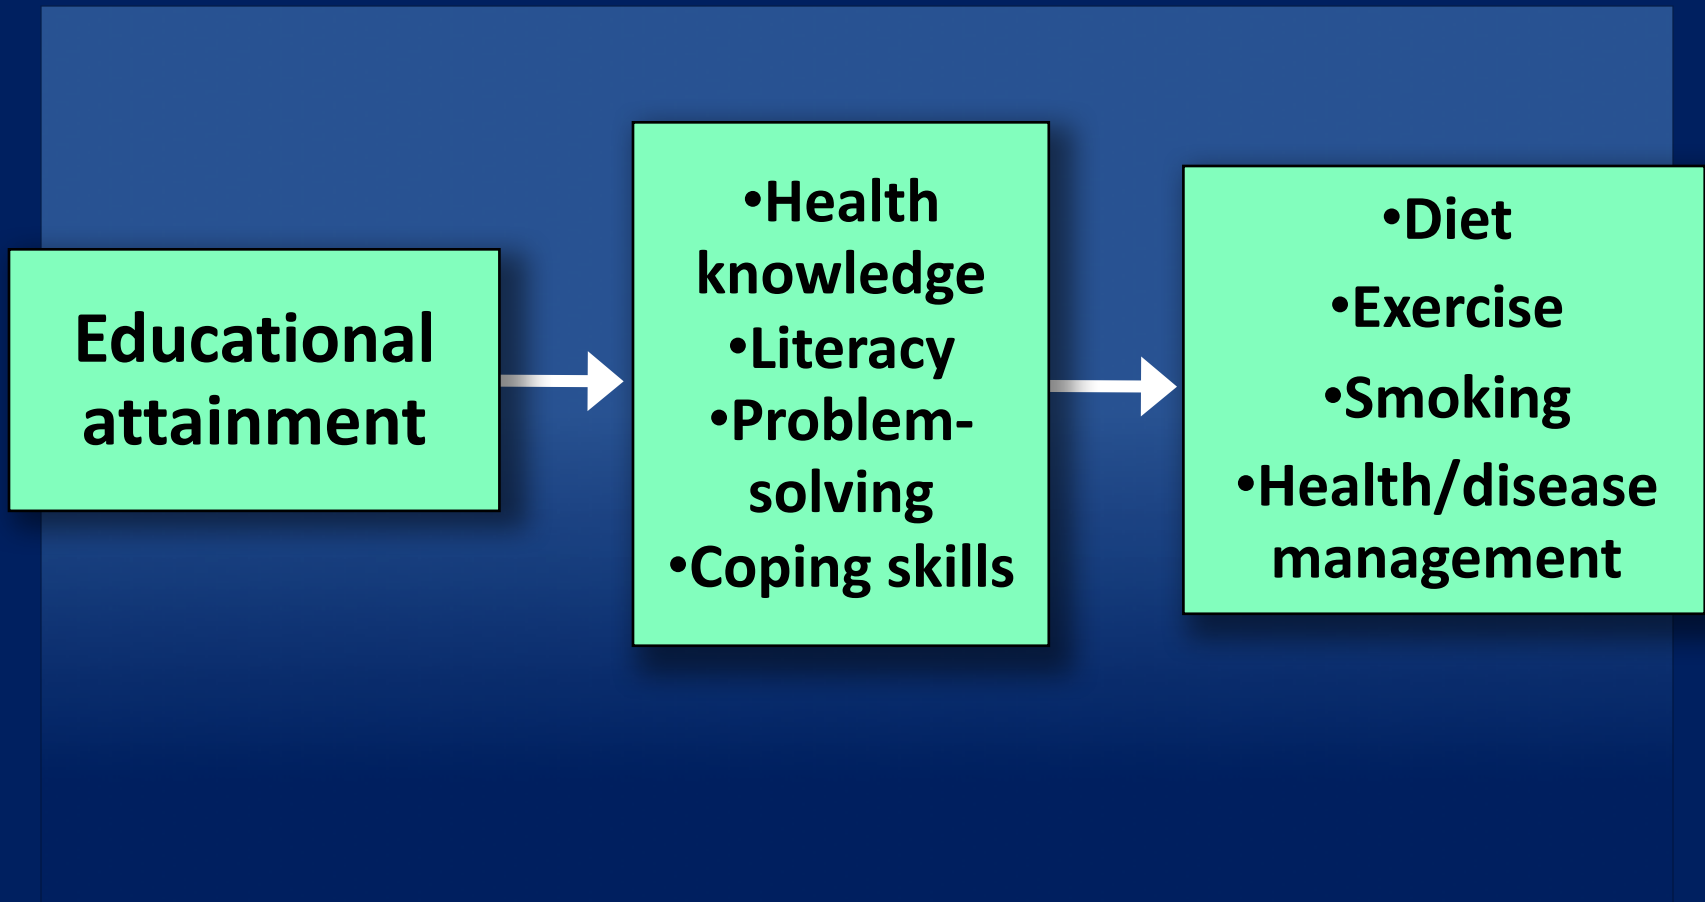 Educational
attainment
•Health
knowledge
•Literacy
•Problem-
solving
•Coping skills
•Diet
•Exercise
•Smoking
•Health/disease
management